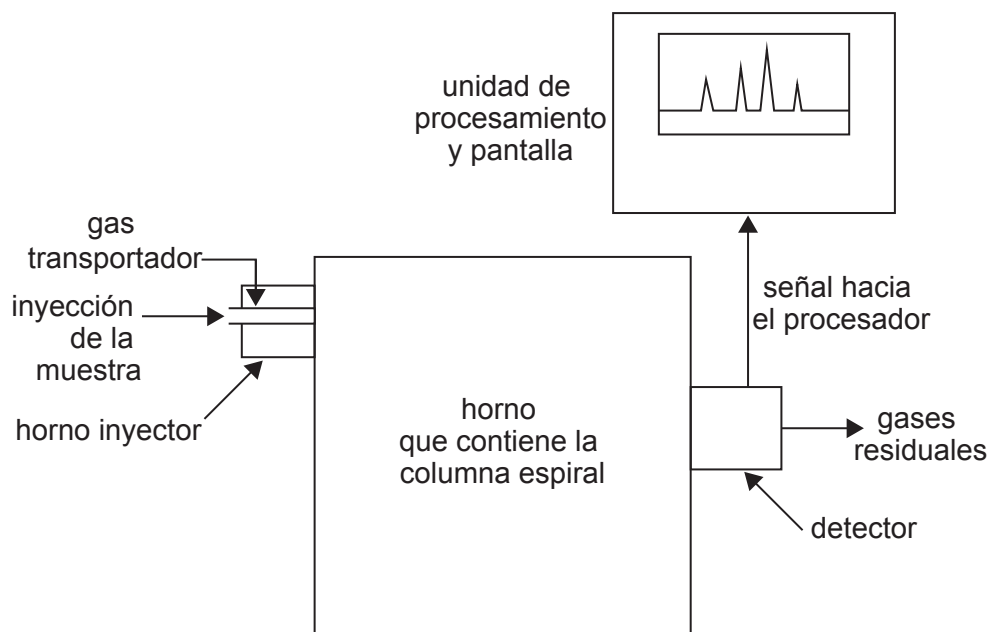 unidad de
procesamiento
y pantalla
gas
transportador
inyección
de la
muestra
horno inyector
horno
que contiene la
columna espiral
señal hacia
el procesador
gases
residuales
detector